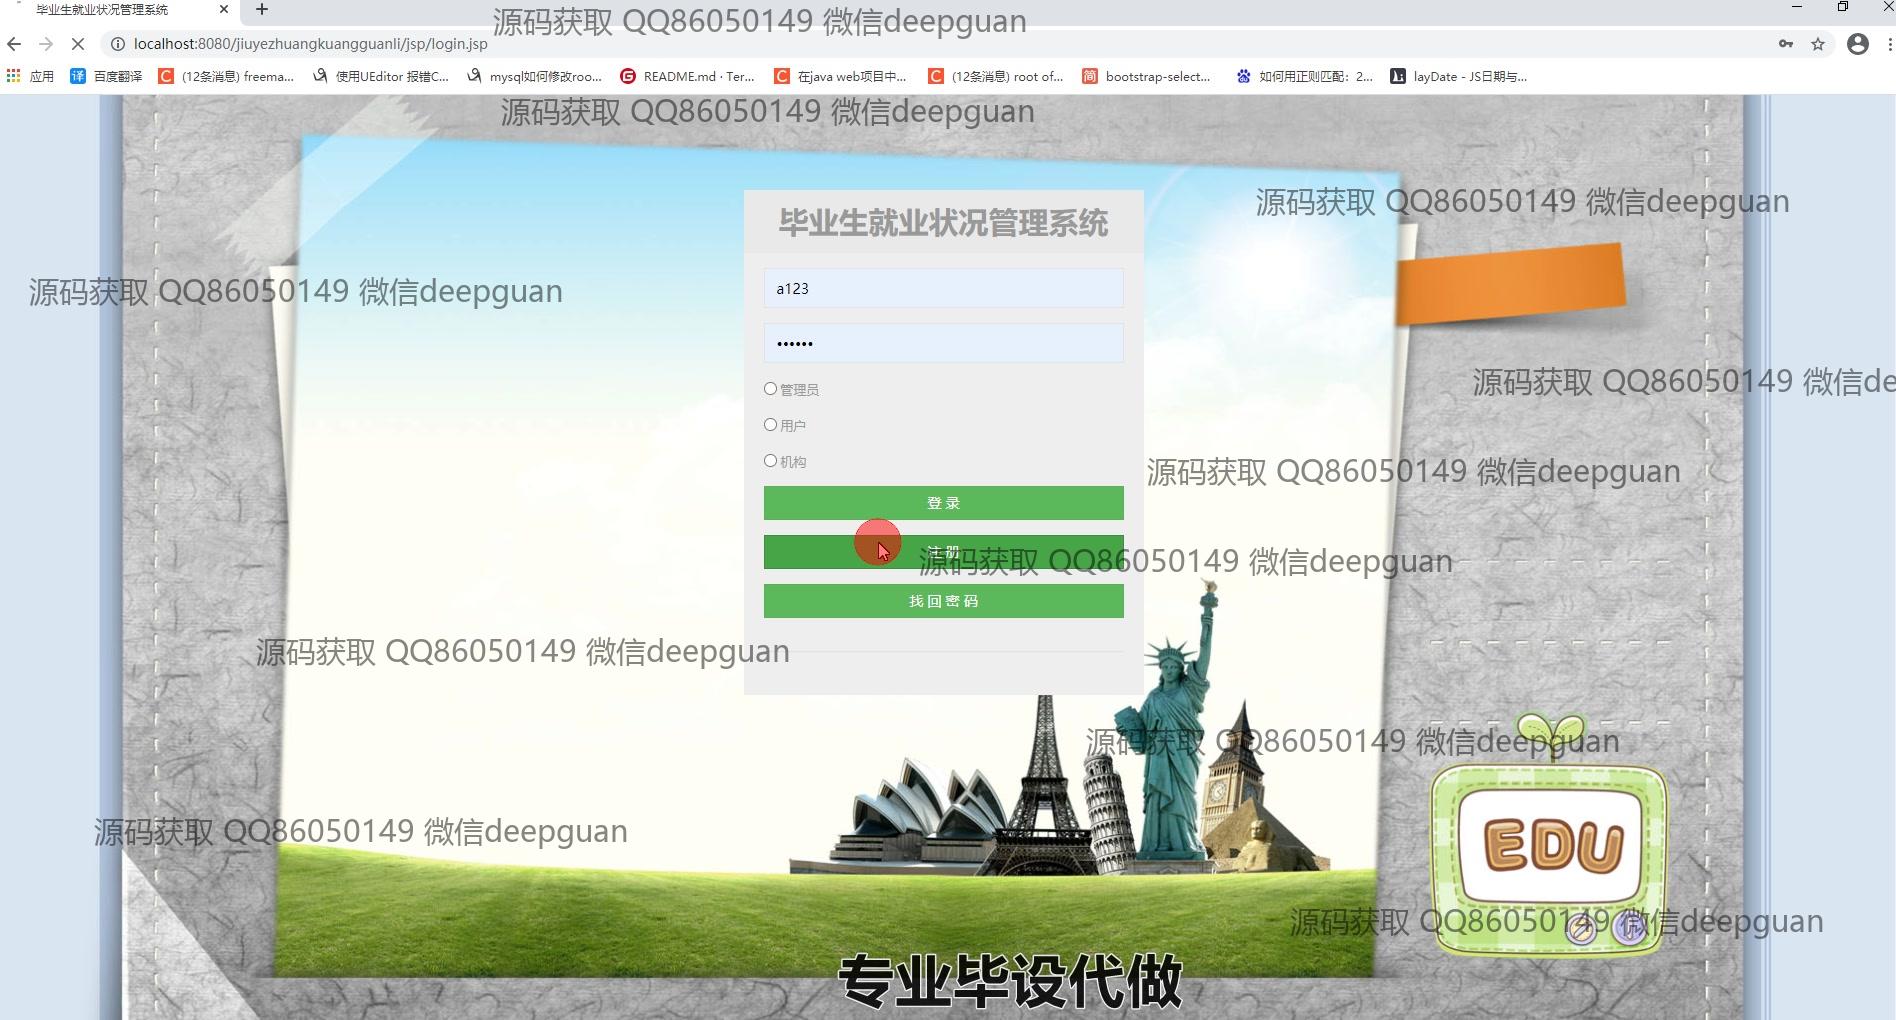 毕业生就业状况管理系统
源码获取 QQ86050149 微信deepguan
localhost:8080/jiuyezhuangkuangguanli/jsp/login.jsp
应用 百度翻译 (12条消息) freema... 使用UEditor 报错C... mysql如何修改roo... README.md · Ter... 在java web项目中... (12条消息) root of... bootstrap-select... 如何用正则匹配：2... layDate - JS日期与...
源码获取 QQ86050149 微信deepguan
源码获取 QQ86050149 微信deepguan
毕业生就业状况管理系统
源码获取 QQ86050149 微信deepguan
a123
源码获取 QQ86050149 微信de
管理员
用户
机构
源码获取 QQ86050149 微信deepguan
登 录
注 册
源码获取 QQ86050149 微信deepguan
找 回 密 码
源码获取 QQ86050149 微信deepguan
源码获取 QQ86050149 微信deepguan
源码获取 QQ86050149 微信deepguan
EDU
源码获取 QQ86050149 微信deepguan
专业毕设代做